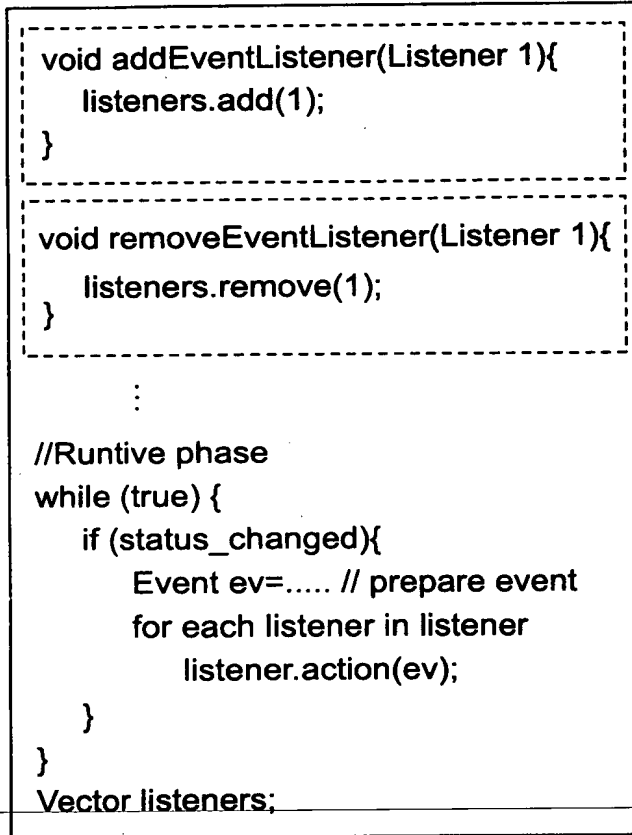 void addEventListener(Listener 1){
listeners.add(1);
}
void removeEventListener(Listener 1){
listeners.remove(1);
}
⋮
//Runtive phase
while (true) {
if (status_changed){
Event ev=..... // prepare event
for each listener in listener
listener.action(ev);
}
}
Vector listeners;